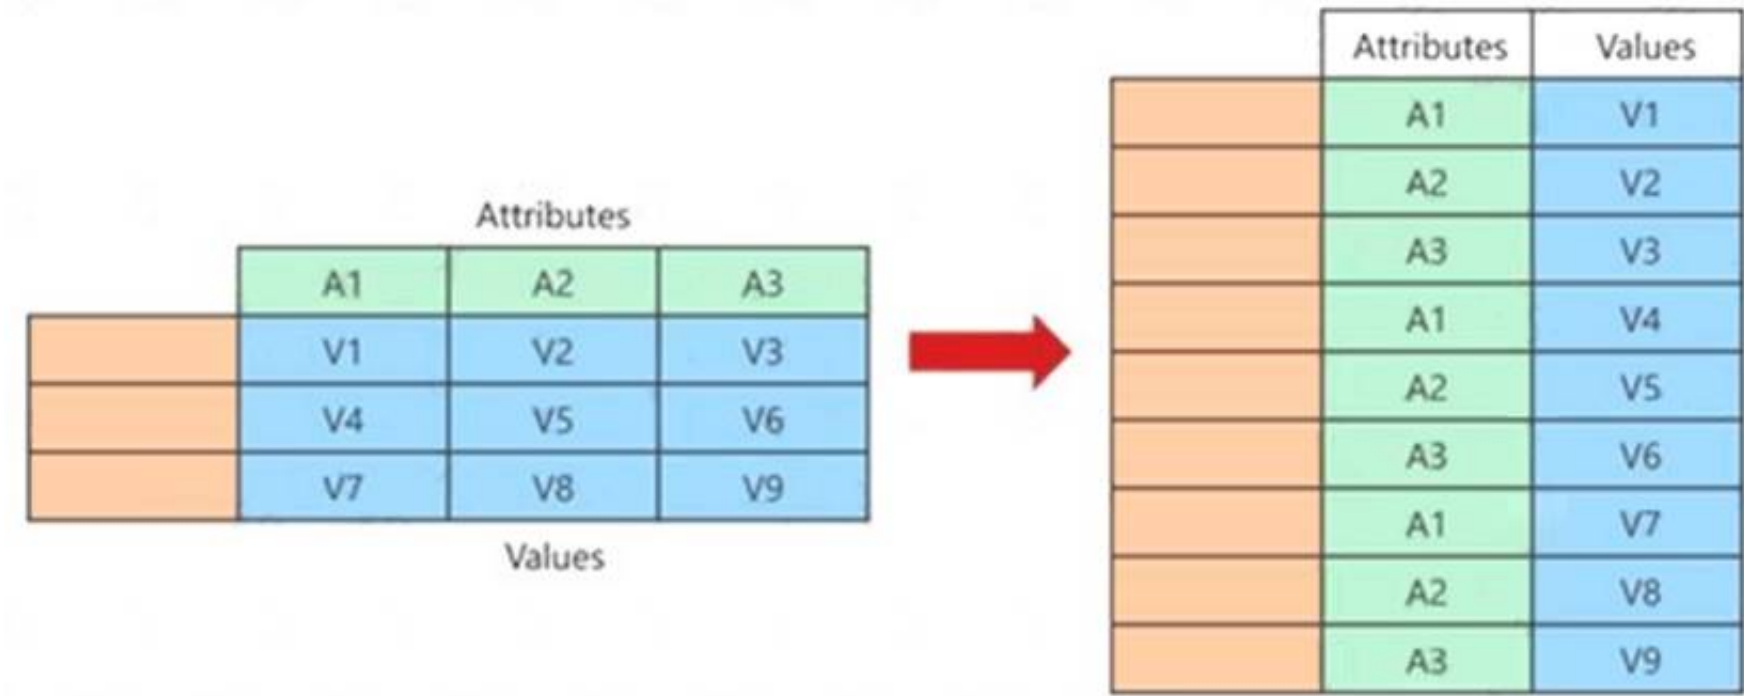 Attributes
A1 A2 A3
V1 V2 V3
V4 V5 V6
V7 V8 V9
Values
Attributes Values
A1 V1
A2 V2
A3 V3
A1 V4
A2 V5
A3 V6
A1 V7
A2 V8
A3 V9